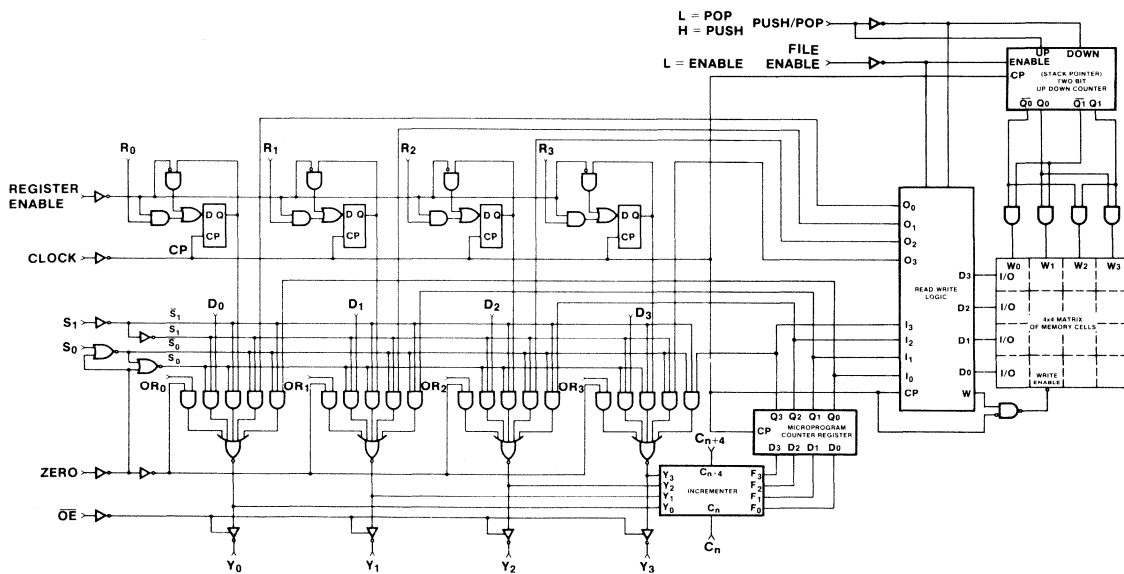 L = POP
H = PUSH
PUSH/POP
L = ENABLE
FILE
ENABLE
UP DOWN
ENABLE
CP
(STACK POINTER)
TWO BIT
UP DOWN COUNTER
Q̅0 Q0 Q̅1 Q1
R0 R1 R2 R3
REGISTER
ENABLE
D Q
CP
D Q
CP
D Q
CP
D Q
CP
CP
CLOCK
O0
O1
O2
O3
READ WRITE
LOGIC
I3
I2
I1
I0
CP
D3
D2
D1
D0
W
W0 W1 W2 W3
I/O
I/O
I/O
I/O
4x4 MATRIX
OF MEMORY CELLS
WRITE
ENABLE
D0 D1 D2 D3
S1
S̅1
S1
S0
S̅0
S0
OR0 OR1 OR2 OR3
Q3 Q2 Q1 Q0
CP
MICROPROGRAM
COUNTER REGISTER
D3 D2 D1 D0
Cn+4
Cn+4
Y3
Y2
Y1
Y0
INCREMENTER
F3
F2
F1
F0
Cn
Cn
ZERO
O̅E̅
Y0 Y1 Y2 Y3